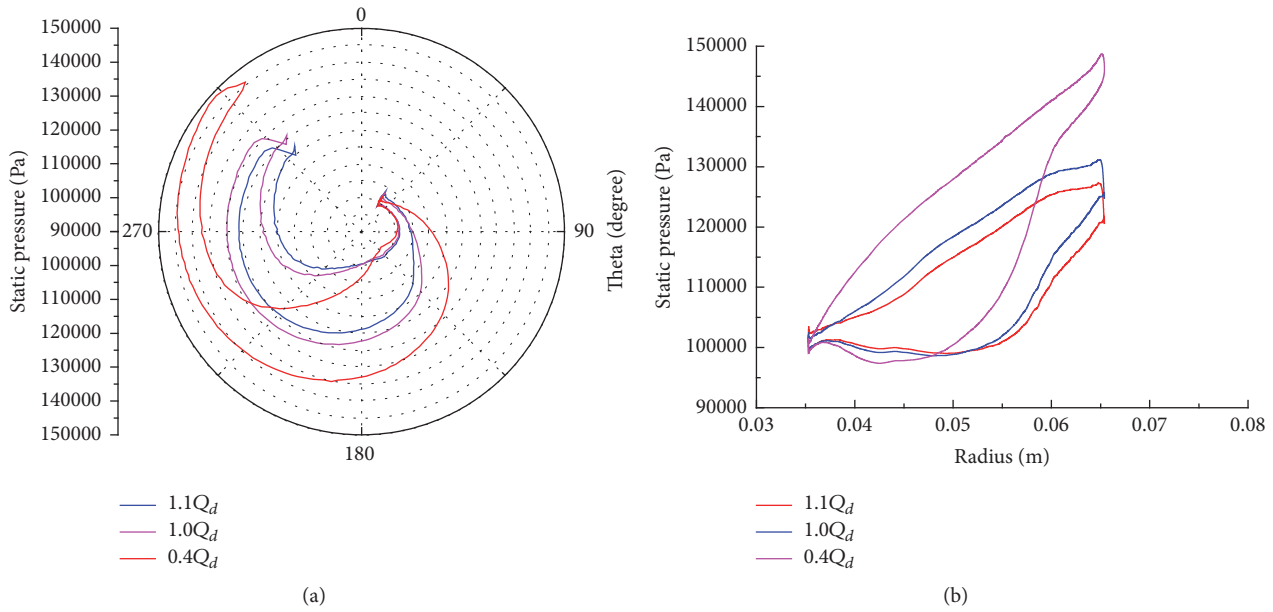 150000
140000
130000
120000
110000
100000
90000
100000
110000
120000
130000
140000
150000
Static pressure (Pa)
0
90
180
270
Theta (degree)
1.1Q_d
1.0Q_d
0.4Q_d
(a)
150000
140000
130000
120000
110000
100000
90000
Static pressure (Pa)
0.03 0.04 0.05 0.06 0.07 0.08
Radius (m)
1.1Q_d
1.0Q_d
0.4Q_d
(b)